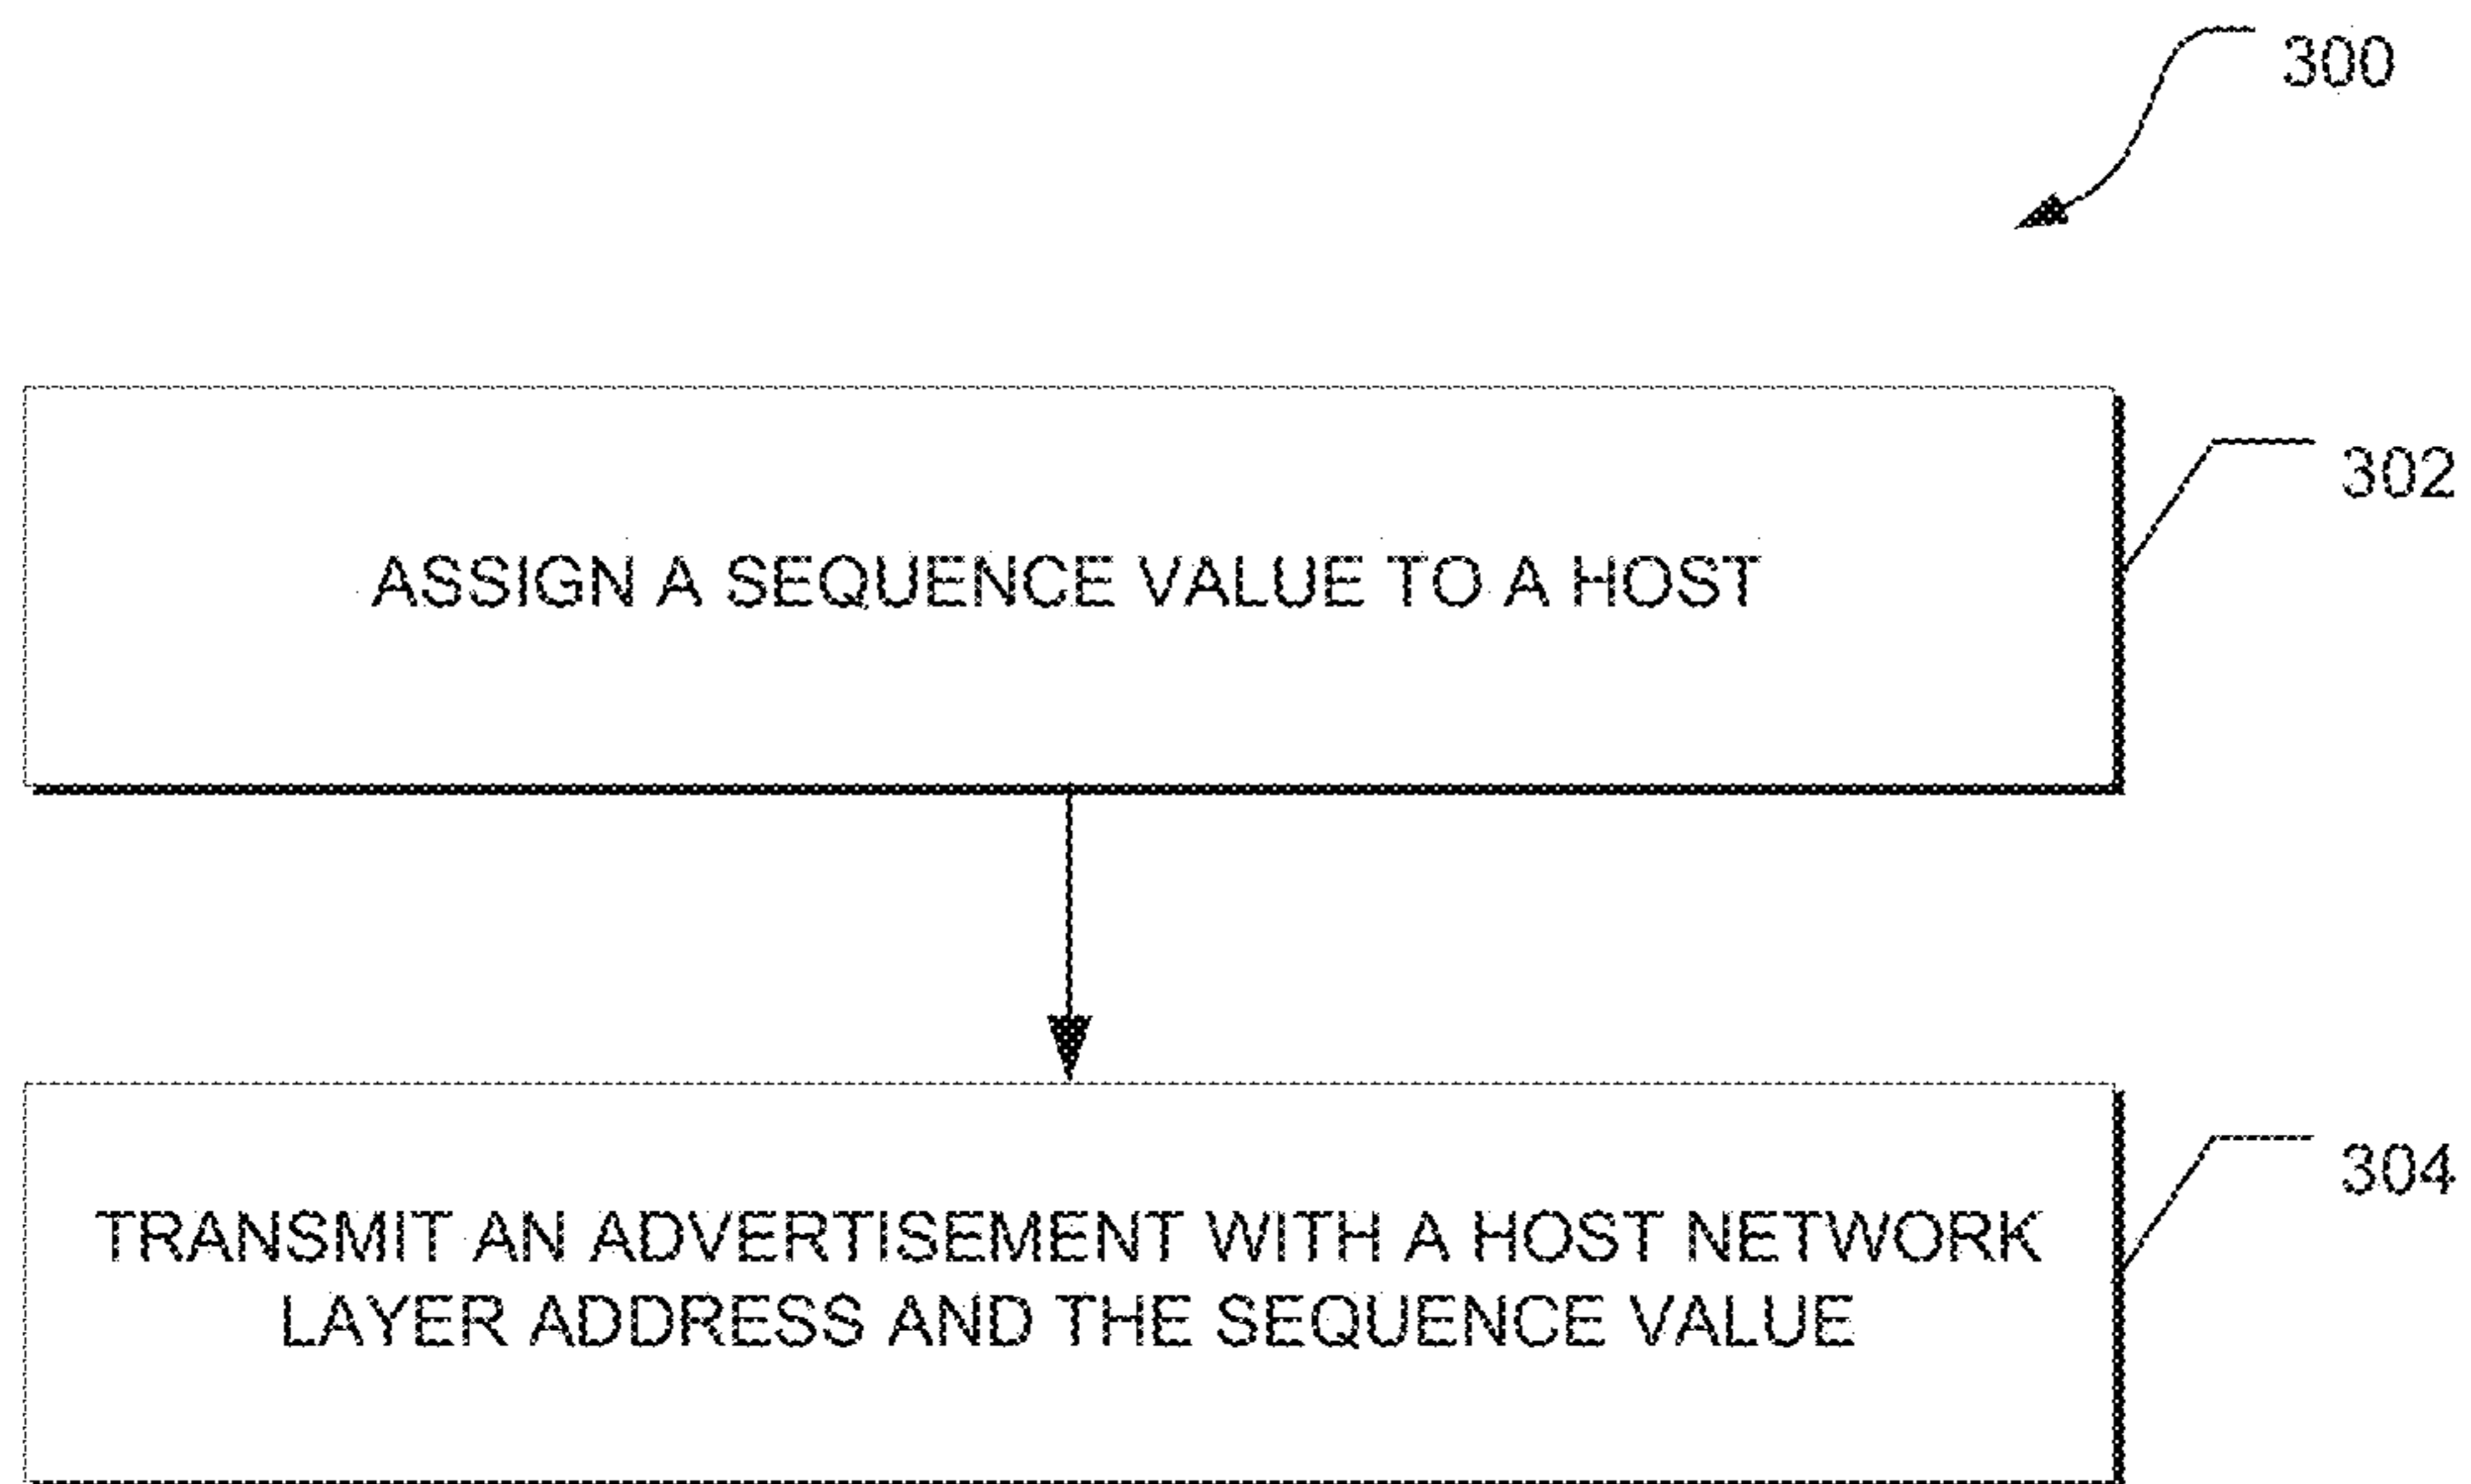 300
302
ASSIGN A SEQUENCE VALUE TO A HOST
304
TRANSMIT AN ADVERTISEMENT WITH A HOST NETWORK
LAYER ADDRESS AND THE SEQUENCE VALUE